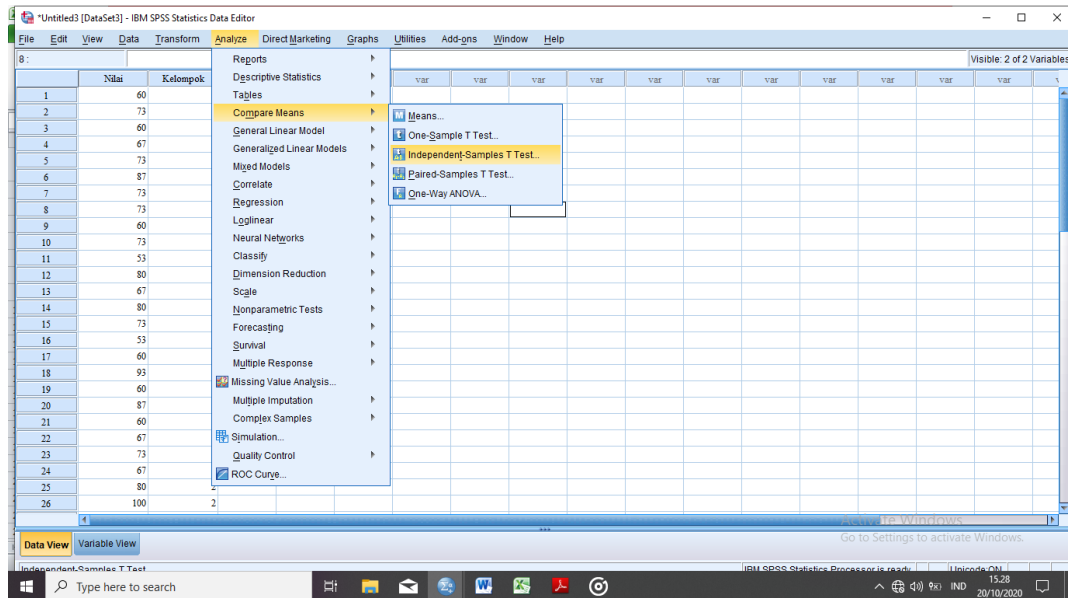 *Untitled3 [DataSet3] - IBM SPSS Statistics Data Editor
File Edit View Data Transform Analyze Direct Marketing Graphs Utilities Add-ons Window Help
8 : Visible: 2 of 2 Variables
Nilai Kelompok var var var var var var var var var var var
1 60
2 73
3 60
4 67
5 73
6 87
7 73
8 73
9 60
10 73
11 53
12 80
13 67
14 80
15 73
16 53
17 60
18 93
19 60
20 87
21 60
22 67
23 73
24 67
25 80 2
26 100 2
Reports
Descriptive Statistics
Tables
Compare Means
General Linear Model
Generalized Linear Models
Mixed Models
Correlate
Regression
Loglinear
Neural Networks
Classify
Dimension Reduction
Scale
Nonparametric Tests
Forecasting
Survival
Multiple Response
Missing Value Analysis...
Multiple Imputation
Complex Samples
Simulation...
Quality Control
ROC Curve...
Means...
One-Sample T Test...
Independent-Samples T Test...
Paired-Samples T Test...
One-Way ANOVA...
Activate Windows
Go to Settings to activate Windows.
Data View Variable View
Independent-Samples T Test IBM SPSS Statistics Processor is ready Unicode:ON
Type here to search
IND 15.28
20/10/2020